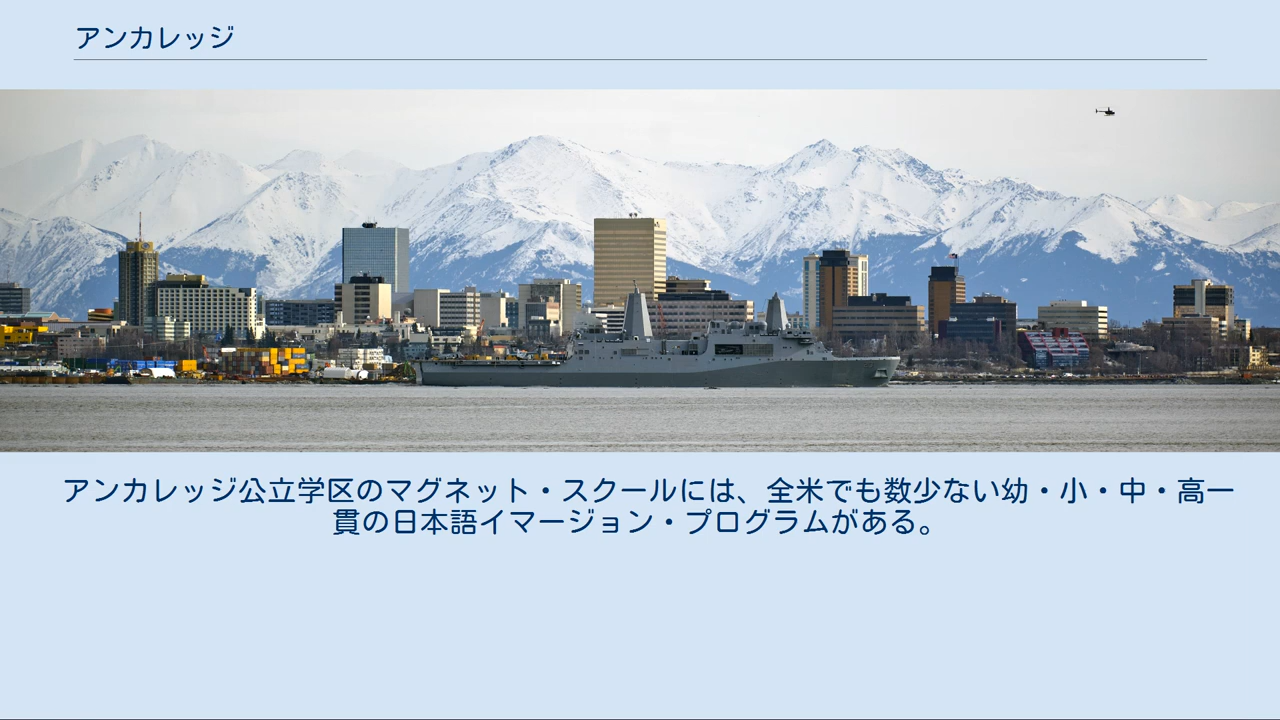 アンカレッジ
アンカレッジ公立学区のマグネット・スクールには、全米でも数少ない幼・小・中・高一
貫の日本語イマージョン・プログラムがある。